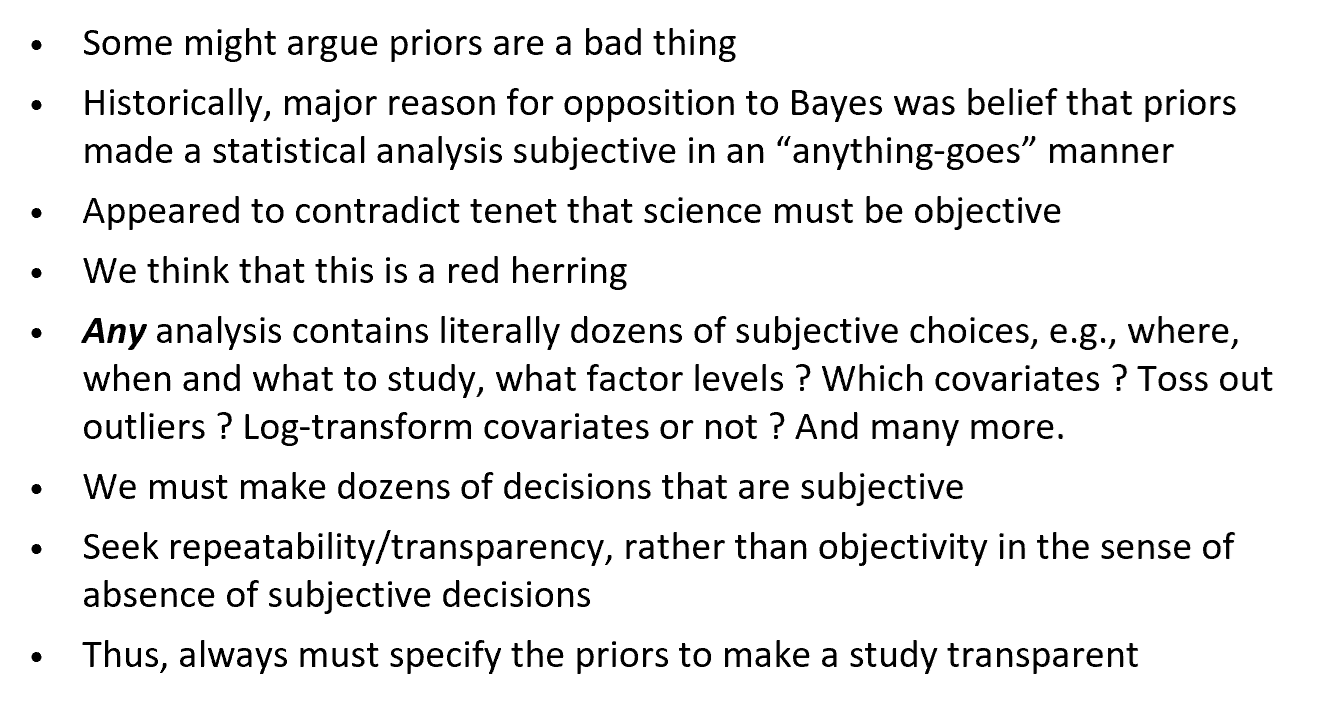 • Some might argue priors are a bad thing
• Historically, major reason for opposition to Bayes was belief that priors
made a statistical analysis subjective in an “anything-goes” manner
• Appeared to contradict tenet that science must be objective
• We think that this is a red herring
• Any analysis contains literally dozens of subjective choices, e.g., where,
when and what to study, what factor levels ? Which covariates ? Toss out
outliers ? Log-transform covariates or not ? And many more.
• We must make dozens of decisions that are subjective
• Seek repeatability/transparency, rather than objectivity in the sense of
absence of subjective decisions
• Thus, always must specify the priors to make a study transparent